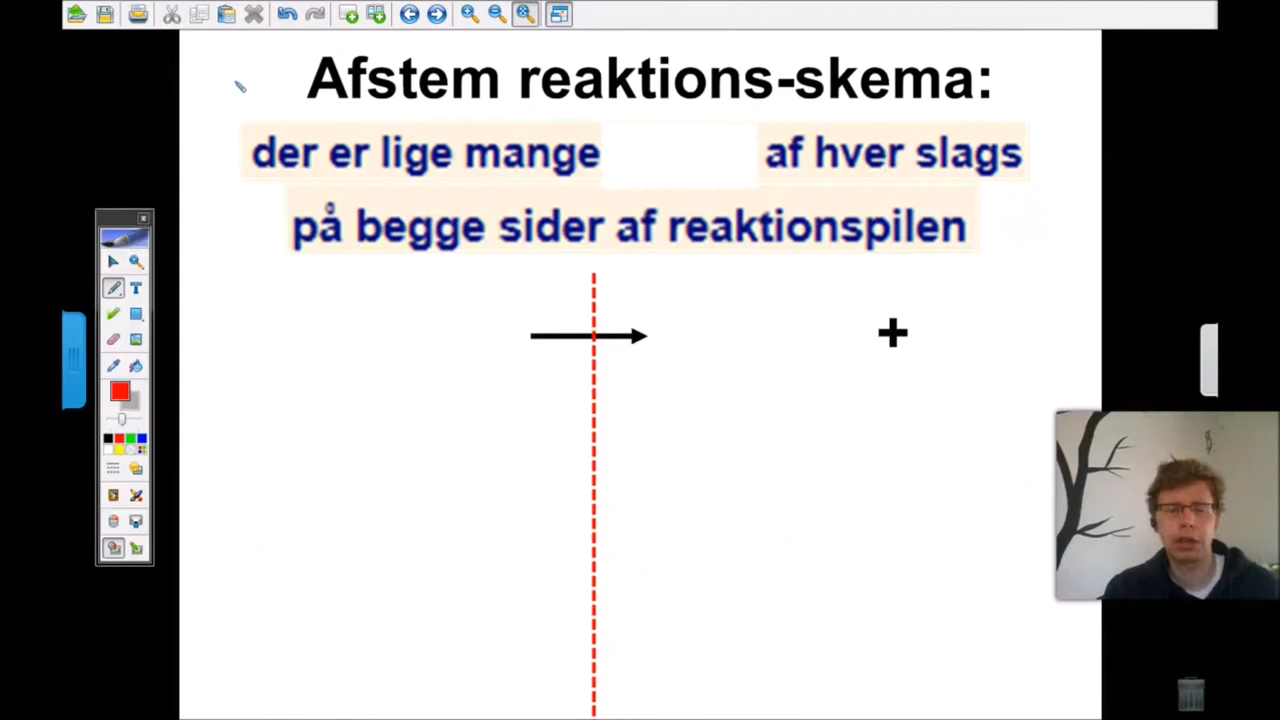 Afstem reaktions-skema:
der er lige mange af hver slags
på begge sider af reaktionspilen
+